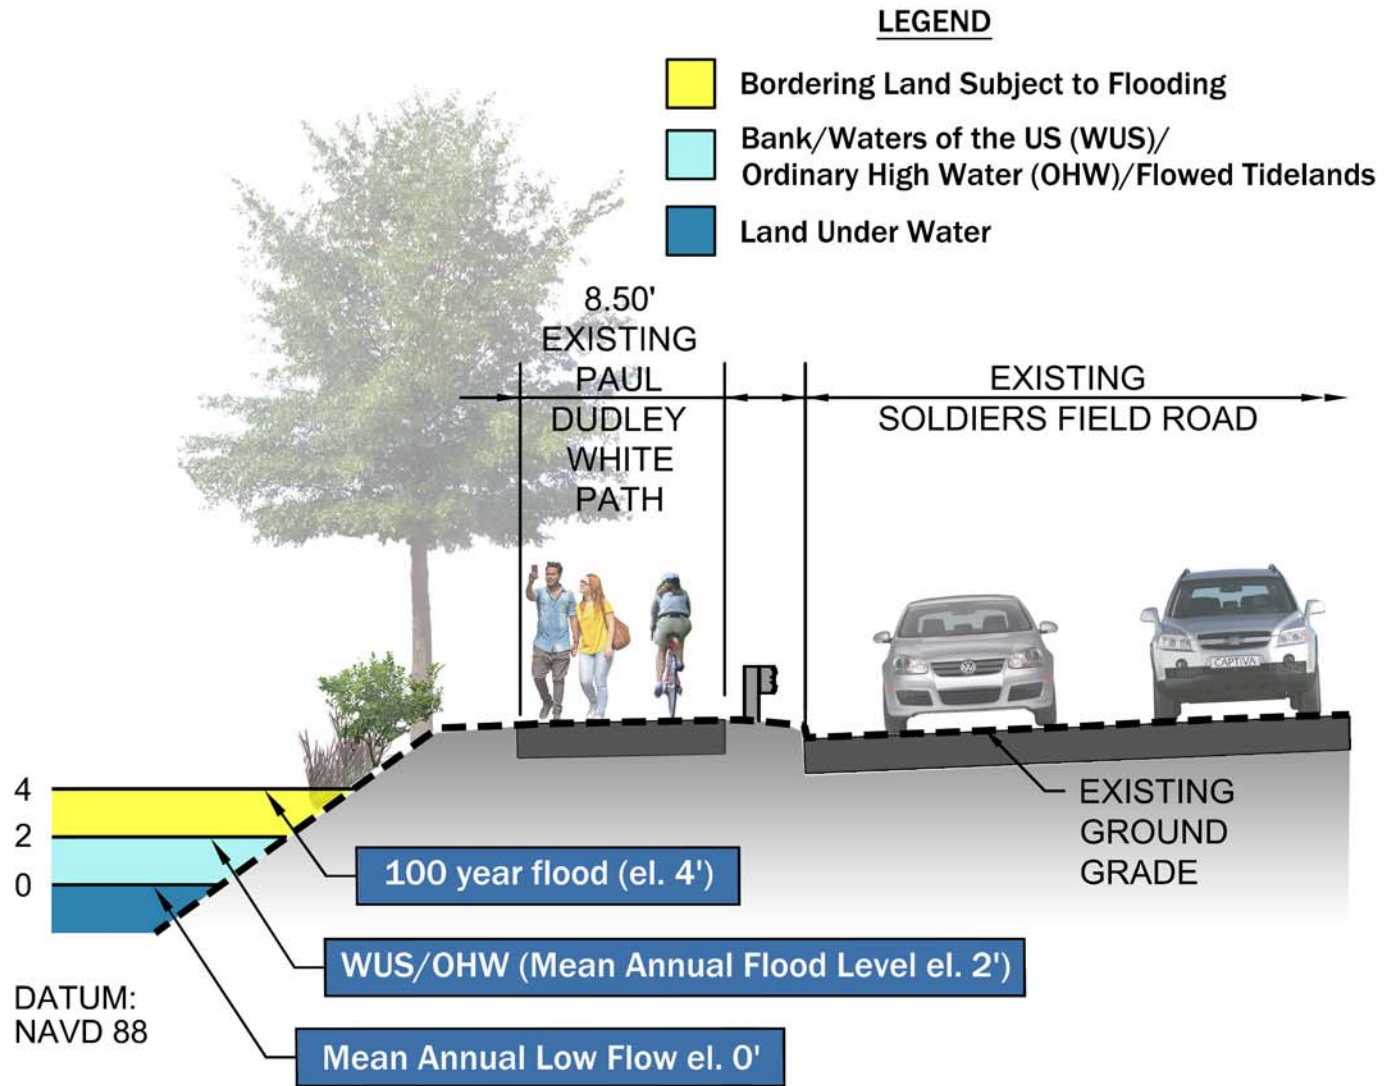 LEGEND
Bordering Land Subject to Flooding
Bank/Waters of the US (WUS)/
Ordinary High Water (OHW)/Flowed Tidelands
Land Under Water
8.50'
EXISTING
PAUL
DUDLEY
WHITE
PATH
EXISTING
SOLDIERS FIELD ROAD
CAPTIVA
4
2
0
EXISTING
GROUND
GRADE
100 year flood (el. 4')
WUS/OHW (Mean Annual Flood Level el. 2')
Mean Annual Low Flow el. 0'
DATUM:
NAVD 88